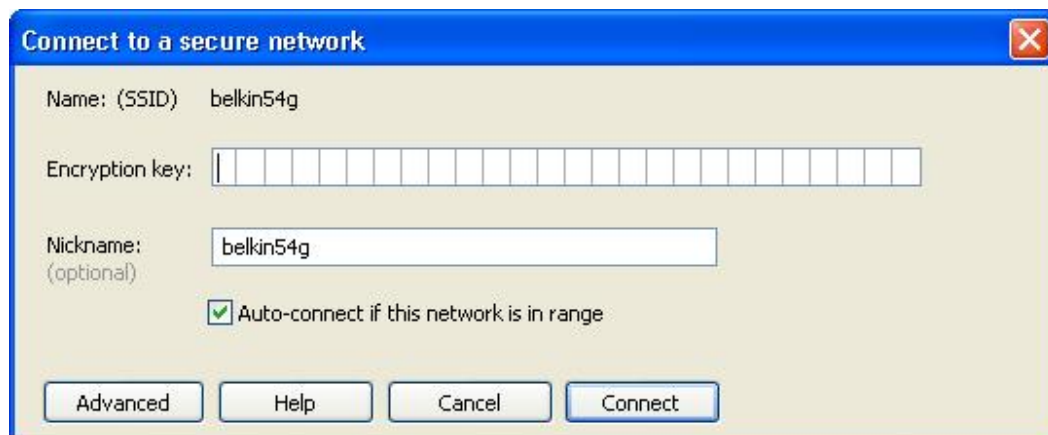 Connect to a secure network
Name: (SSID) belkin54g
Encryption key:
Nickname: belkin54g
(optional)
Auto-connect if this network is in range
Advanced Help Cancel Connect